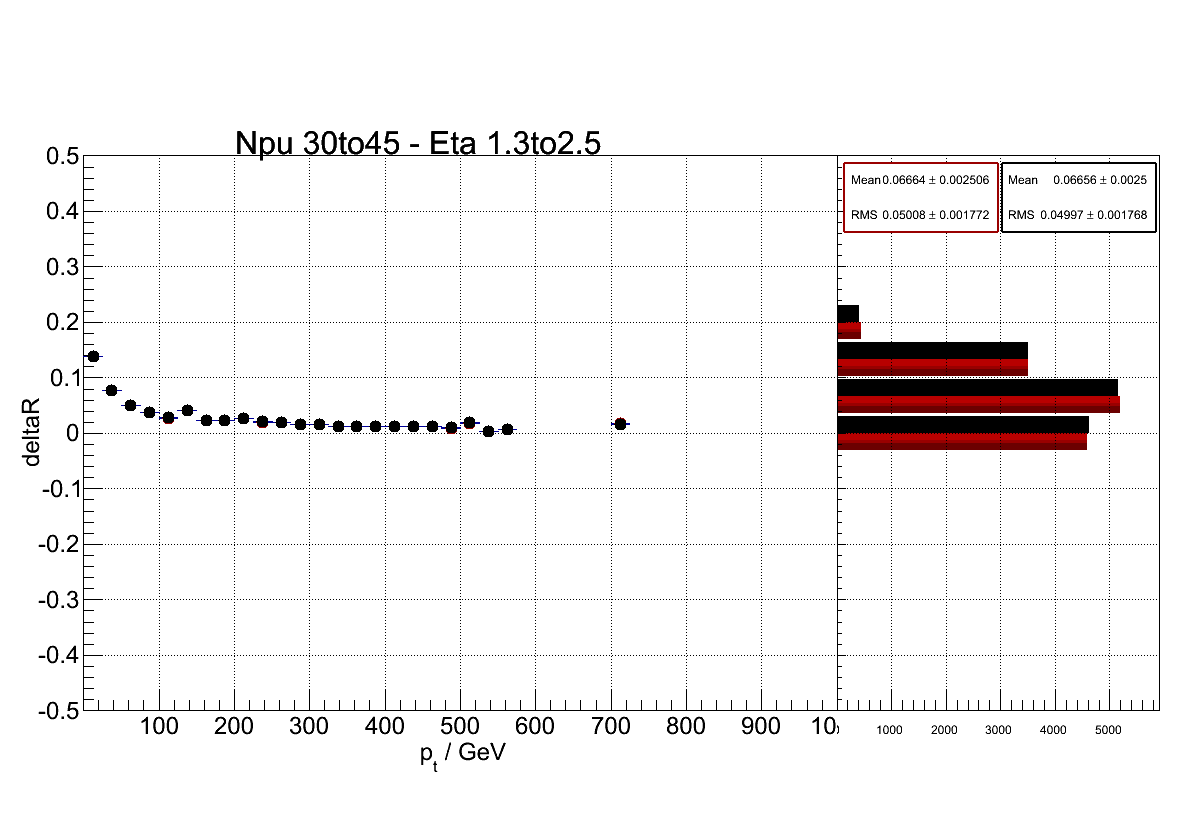 Npu 30to45 - Eta 1.3to2.5
Mean 0.06664 ± 0.002506
RMS 0.05008 ± 0.001772
Mean 0.06656 ± 0.0025
RMS 0.04997 ± 0.001768
0.5
0.4
0.3
0.2
0.1
0
-0.1
-0.2
-0.3
-0.4
-0.5
deltaR
100 200 300 400 500 600 700 800 900
1000 2000 3000 4000 5000
pt / GeV